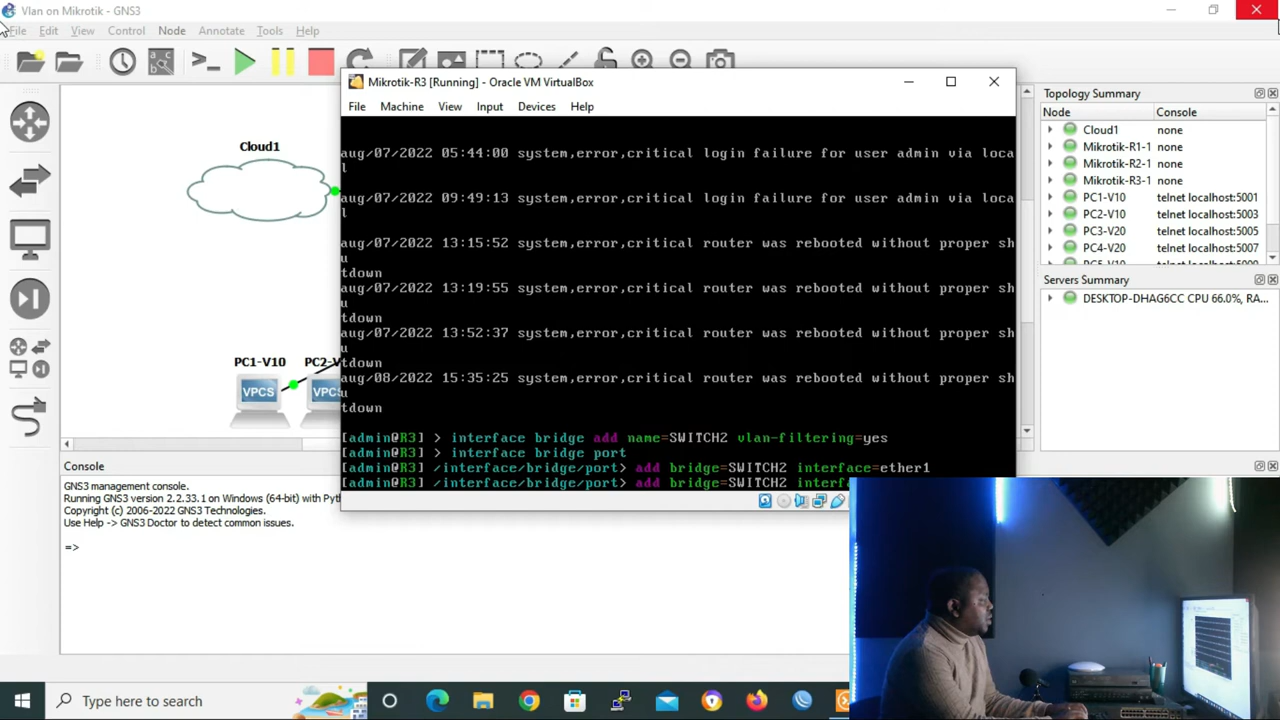 Vlan on Mikrotik - GNS3
File Edit View Control Node Annotate Tools Help
Mikrotik-R3 [Running] - Oracle VM VirtualBox
File Machine View Input Devices Help
aug/07/2022 05:44:00 system,error,critical login failure for user admin via loca
l
aug/07/2022 09:49:13 system,error,critical login failure for user admin via loca
l
aug/07/2022 13:15:52 system,error,critical router was rebooted without proper sh
u
tdown
aug/07/2022 13:19:55 system,error,critical router was rebooted without proper sh
u
tdown
aug/07/2022 13:52:37 system,error,critical router was rebooted without proper sh
u
tdown
aug/08/2022 15:35:25 system,error,critical router was rebooted without proper sh
u
tdown
[admin@R3] > interface bridge add name=SWITCH2 vlan-filtering=yes
[admin@R3] > interface bridge port
[admin@R3] /interface/bridge/port> add bridge=SWITCH2 interface=ether1
[admin@R3] /interface/bridge/port> add bridge=SWITCH2 interf
Cloud1
PC1-V10 PC2-V
VPCS VPCS
Topology Summary
Node Console
Cloud1 none
Mikrotik-R1-1 none
Mikrotik-R2-1 none
Mikrotik-R3-1 none
PC1-V10 telnet localhost:5001
PC2-V10 telnet localhost:5003
PC3-V20 telnet localhost:5005
PC4-V20 telnet localhost:5007
Servers Summary
DESKTOP-DHAG6CC CPU 66.0%, RA...
Console
GNS3 management console.
Running GNS3 version 2.2.33.1 on Windows (64-bit) with Pyth
Copyright (c) 2006-2022 GNS3 Technologies.
Use Help -> GNS3 Doctor to detect common issues.
=>
Type here to search